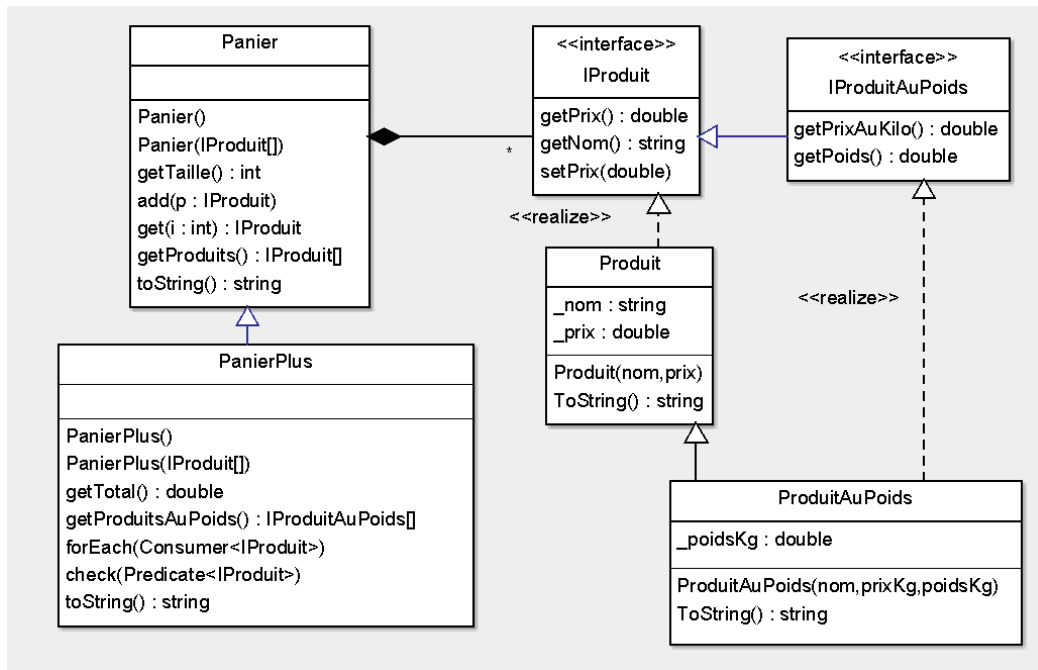 Panier
Panier()
Panier(IProduit[])
getTaille() : int
add(p : IProduit)
get(i : int) : IProduit
getProduits() : IProduit[]
toString() : string
PanierPlus
PanierPlus()
PanierPlus(IProduit[])
getTotal() : double
getProduitsAuPoids() : IProduitAuPoids[]
forEach(Consumer<IProduit>)
check(Predicate<IProduit>)
toString() : string
*
<<interface>>
IProduit
getPrix() : double
getNom() : string
setPrix(double)
<<realize>>
Produit
_nom : string
_prix : double
Produit(nom,prix)
ToString() : string
<<interface>>
IProduitAuPoids
getPrixAuKilo() : double
getPoids() : double
<<realize>>
ProduitAuPoids
_poidsKg : double
ProduitAuPoids(nom,prixKg,poidsKg)
ToString() : string